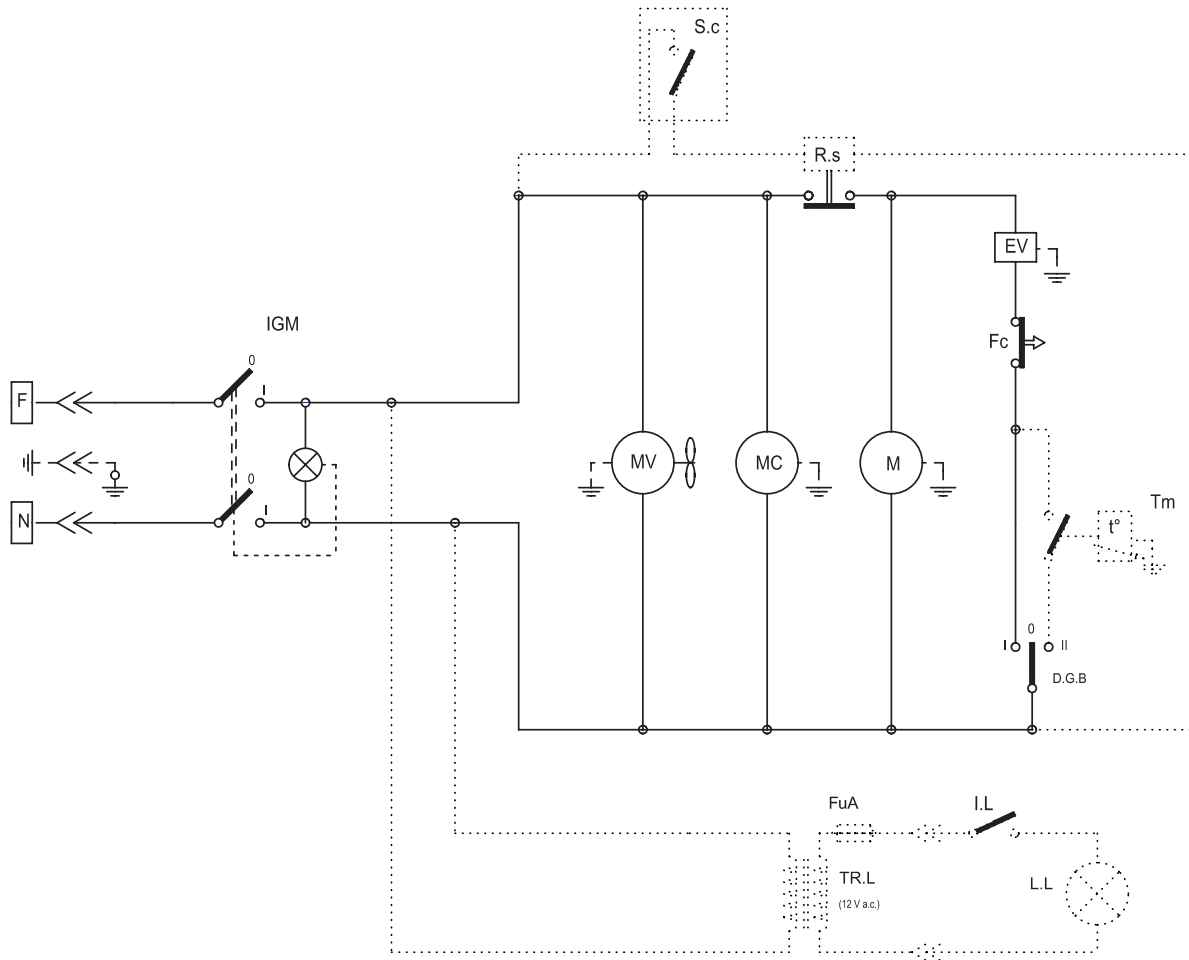 S.c
R.s
EV
IGM
Fc
0
F
I
MV
MC
M
Tm
t°
0
N
I
0
I
II
D.G.B
FuA
I.L
TR.L
L.L
(12 V a.c.)